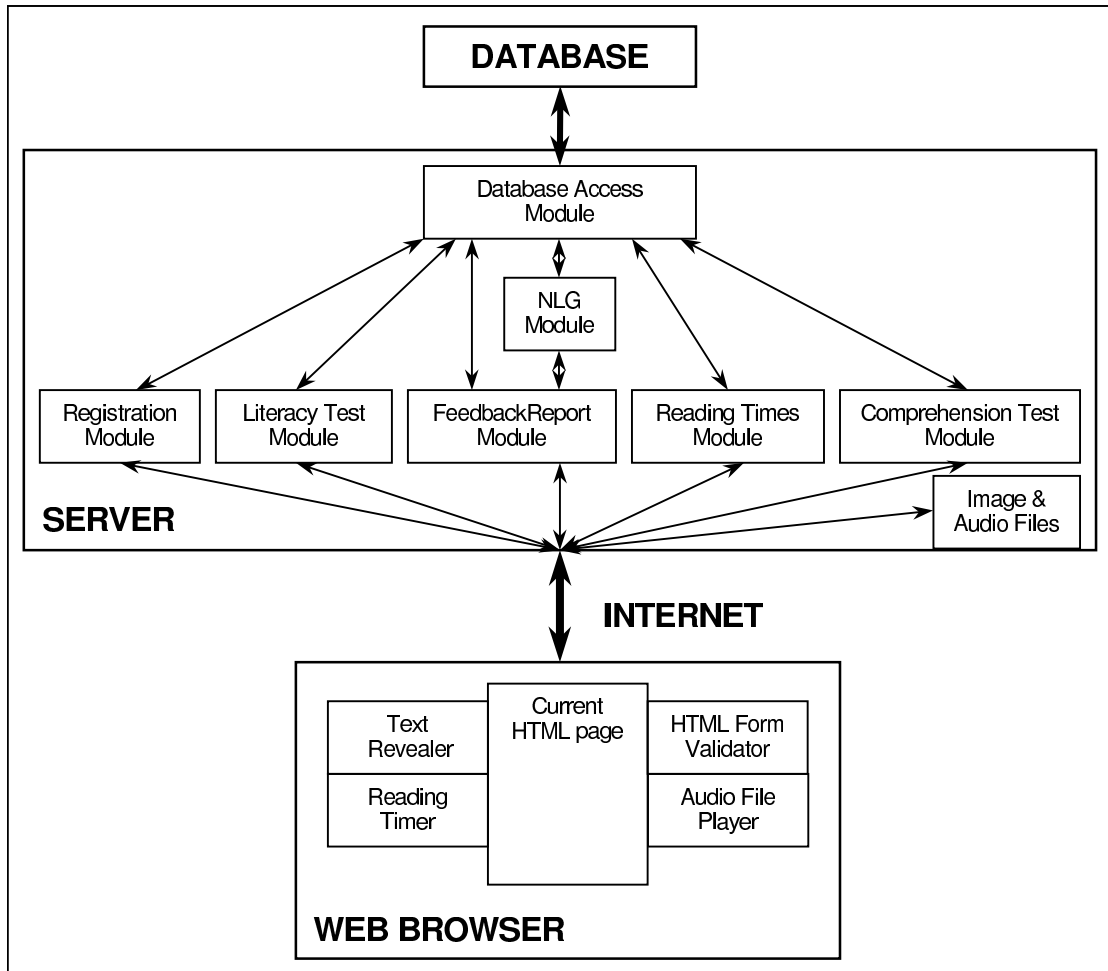 DATABASE
Database Access
Module
NLG
Module
Registration
Module
Literacy Test
Module
FeedbackReport
Module
Reading Times
Module
Comprehension Test
Module
Image &
Audio Files
SERVER
INTERNET
Text
Revealer
Current
HTML page
HTML Form
Validator
Reading
Timer
Audio File
Player
WEB BROWSER